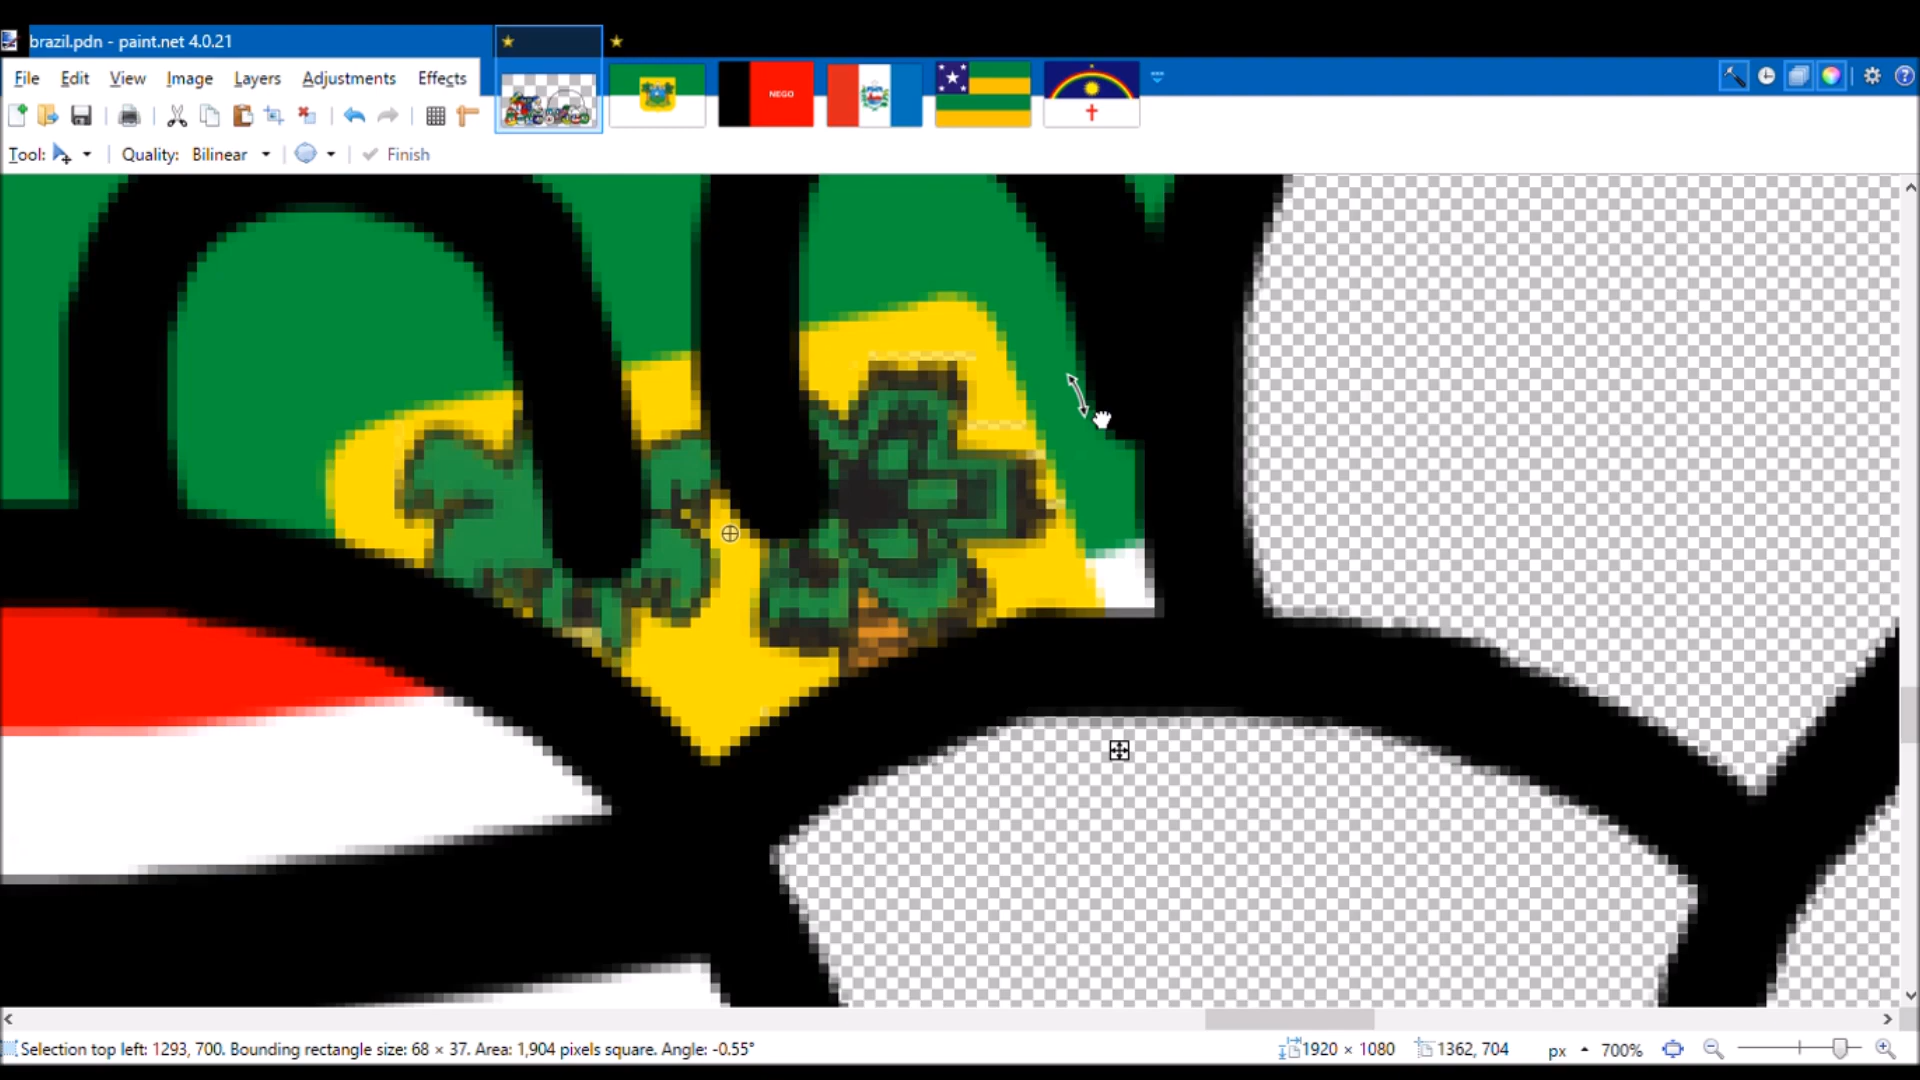 brazil.pdn - paint.net 4.0.21
File Edit View Image Layers Adjustments Effects
NEGO
Tool: Quality: Bilinear Finish
Selection top left: 1293, 700. Bounding rectangle size: 68 × 37. Area: 1,904 pixels square. Angle: -0.55° 1920 × 1080 1362, 704 px 700%